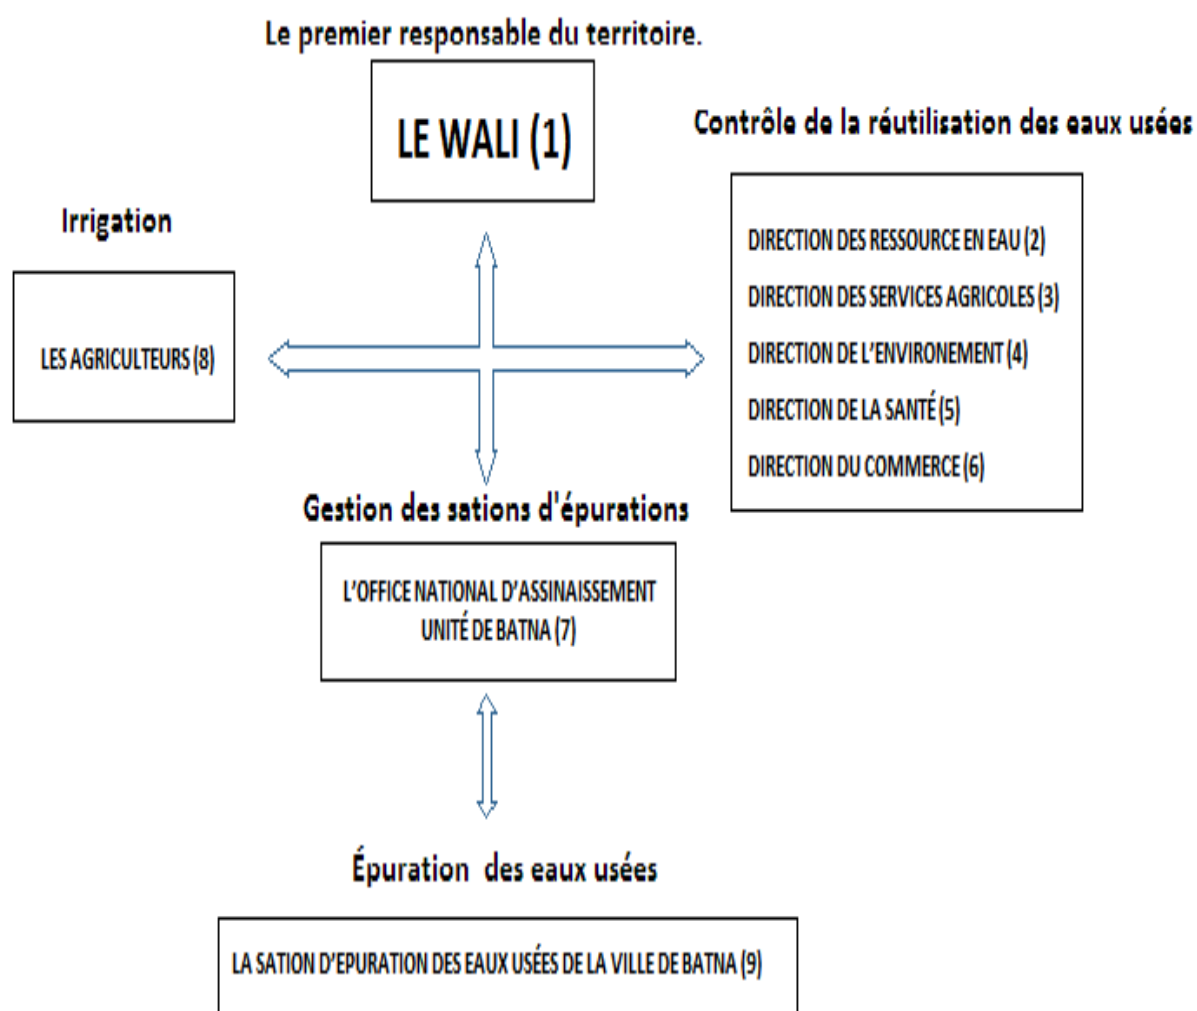 Le premier responsable du territoire.
LE WALI (1)
Contrôle de la réutilisation des eaux usées
DIRECTION DES RESSOURCE EN EAU (2)
DIRECTION DES SERVICES AGRICOLES (3)
DIRECTION DE L'ENVIRONEMENT (4)
DIRECTION DE LA SANTÉ (5)
DIRECTION DU COMMERCE (6)
Irrigation
LES AGRICULTEURS (8)
Gestion des sations d'épurations
L'OFFICE NATIONAL D'ASSINAISSEMENT
UNITÉ DE BATNA (7)
Épuration des eaux usées
LA SATION D'EPURATION DES EAUX USÉES DE LA VILLE DE BATNA (9)